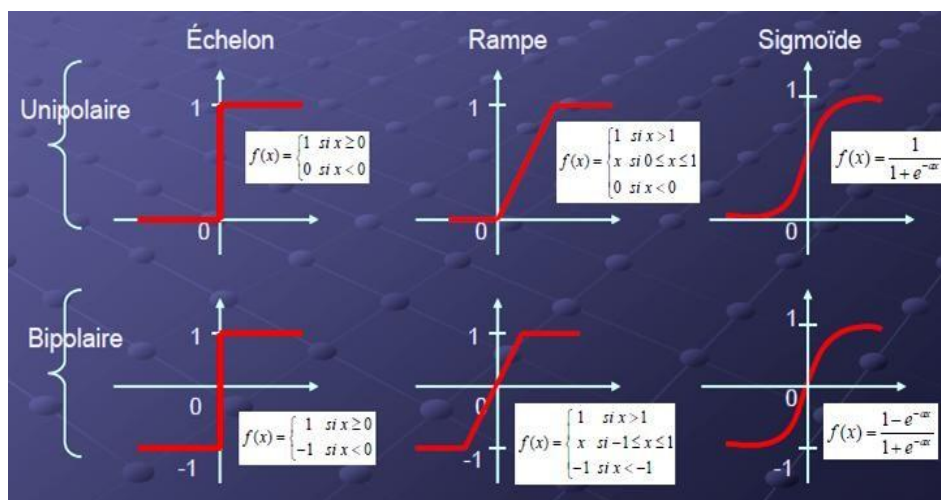 Échelon Rampe Sigmoïde
Unipolaire
1
f(x) = {1 si x ≥ 0
0 si x < 0
0
1
f(x) = {1 si x > 1
x si 0 ≤ x ≤ 1
0 si x < 0
0
1
f(x) = 1 / (1 + e^{-ax})
0
Bipolaire
1
0
-1
f(x) = {1 si x ≥ 0
-1 si x < 0
1
0
-1
f(x) = {1 si x > 1
x si -1 ≤ x ≤ 1
-1 si x < -1
1
0
-1
f(x) = (1 - e^{-ax}) / (1 + e^{-ax})